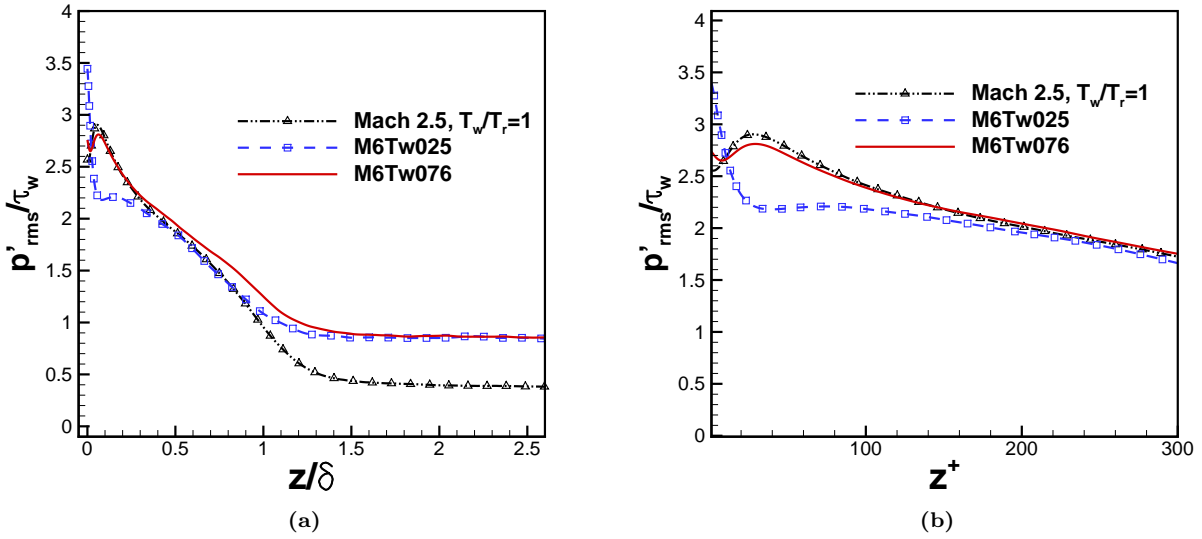 4
3.5
3
2.5
2
1.5
1
0.5
0
p'rms/τw
Mach 2.5, Tw/Tr=1
M6Tw025
M6Tw076
0 0.5 1 1.5 2 2.5
z/δ
(a)
4
3.5
3
2.5
2
1.5
1
0.5
0
p'rms/τw
Mach 2.5, Tw/Tr=1
M6Tw025
M6Tw076
100 200 300
z+
(b)